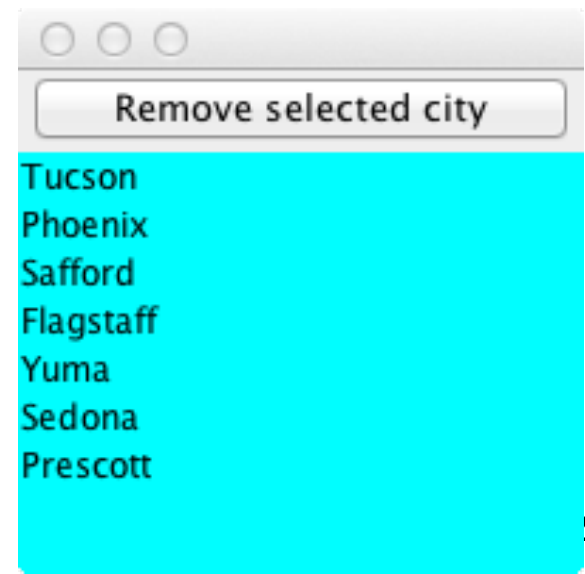 Remove selected city
Tucson
Phoenix
Safford
Flagstaff
Yuma
Sedona
Prescott